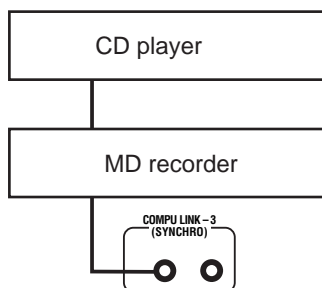 CD player
MD recorder
COMPU LINK – 3
(SYNCHRO)